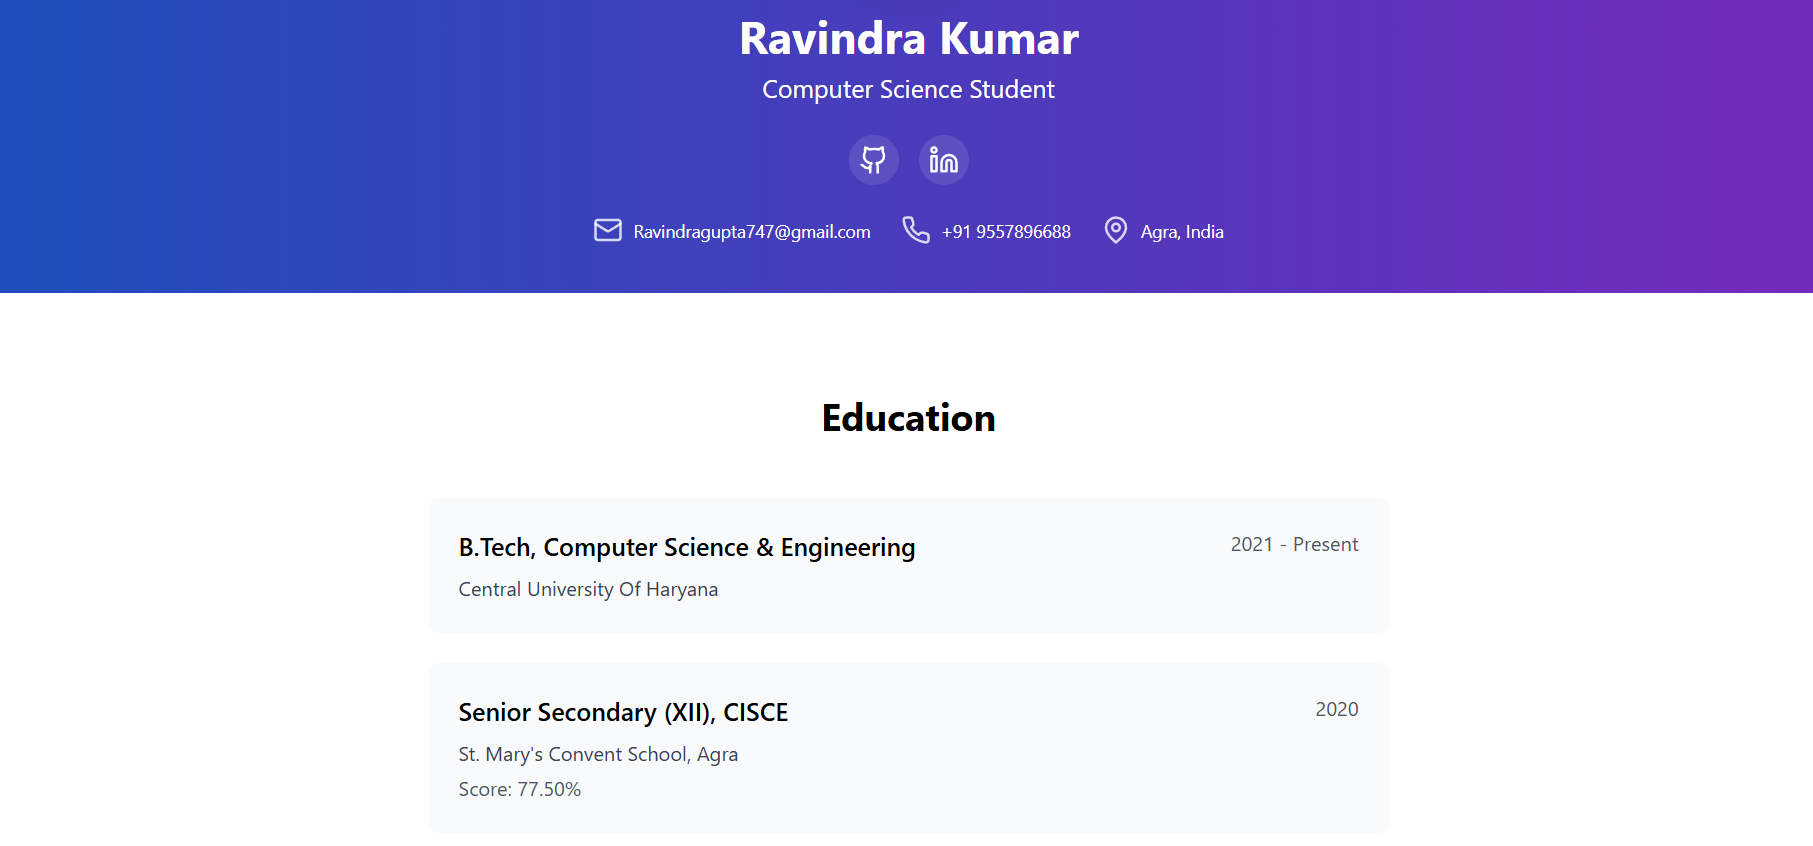 Ravindra Kumar
Computer Science Student
Ravindragupta747@gmail.com +91 9557896688 Agra, India
Education
B.Tech, Computer Science & Engineering 2021 - Present
Central University Of Haryana
Senior Secondary (XII), CISCE 2020
St. Mary's Convent School, Agra
Score: 77.50%